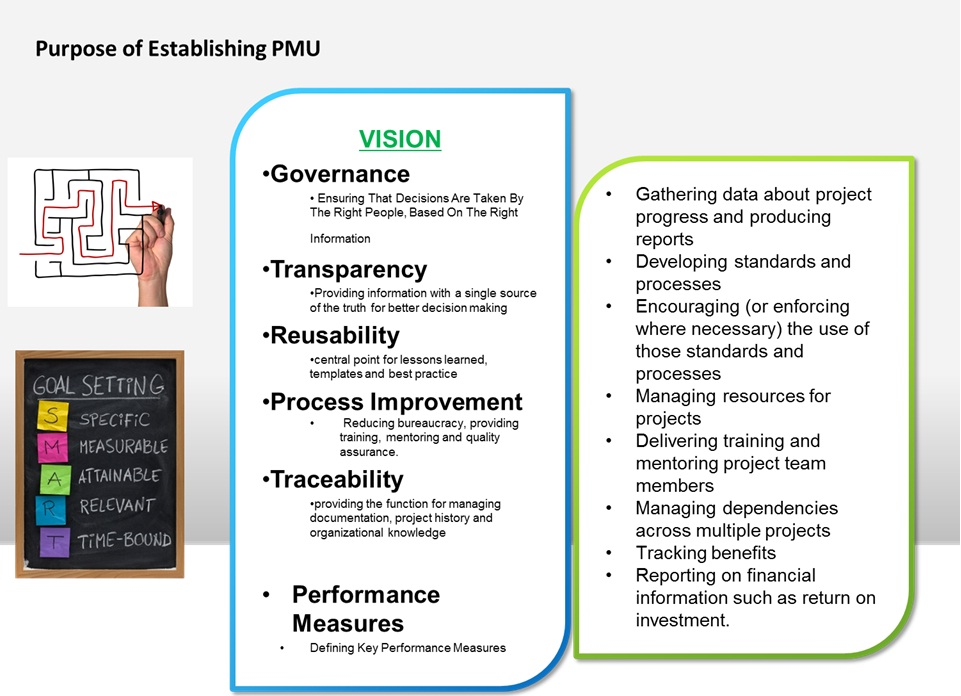 Purpose of Establishing PMU
GOAL SETTING
S SPECIFIC
M MEASURABLE
A ATTAINABLE
R RELEVANT
T TIME-BOUND
VISION
•Governance
• Ensuring That Decisions Are Taken By
The Right People, Based On The Right
Information
•Transparency
•Providing information with a single source
of the truth for better decision making
•Reusability
•central point for lessons learned,
templates and best practice
•Process Improvement
• Reducing bureaucracy, providing
training, mentoring and quality
assurance.
•Traceability
•providing the function for managing
documentation, project history and
organizational knowledge
• Performance
Measures
• Defining Key Performance Measures
• Gathering data about project
progress and producing
reports
• Developing standards and
processes
• Encouraging (or enforcing
where necessary) the use of
those standards and
processes
• Managing resources for
projects
• Delivering training and
mentoring project team
members
• Managing dependencies
across multiple projects
• Tracking benefits
• Reporting on financial
information such as return on
investment.